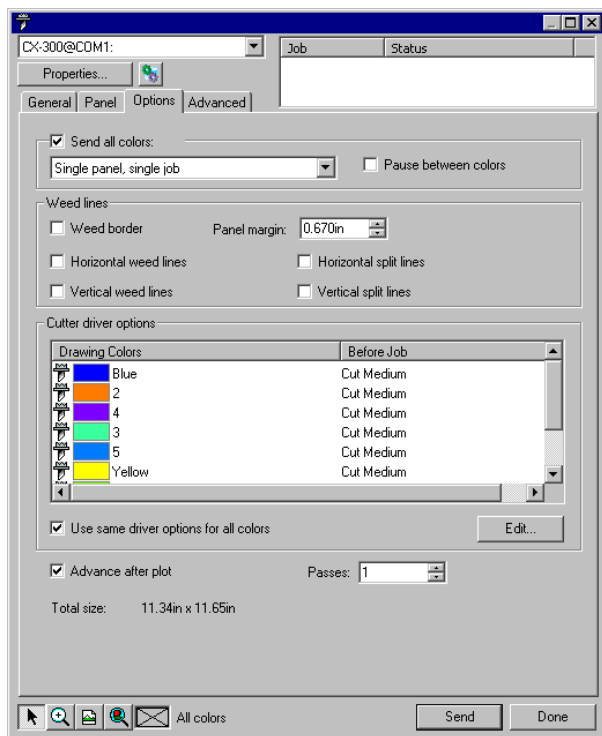 CX-300@COM1:
Job Status
Properties...
General Panel Options Advanced
Send all colors:
Single panel, single job Pause between colors
Weed lines
Weed border Panel margin: 0.670in
Horizontal weed lines Horizontal split lines
Vertical weed lines Vertical split lines
Cutter driver options
Drawing Colors Before Job
Blue Cut Medium
2 Cut Medium
4 Cut Medium
3 Cut Medium
5 Cut Medium
Yellow Cut Medium
Use same driver options for all colors Edit...
Advance after plot Passes: 1
Total size: 11.34in x 11.65in
All colors Send Done